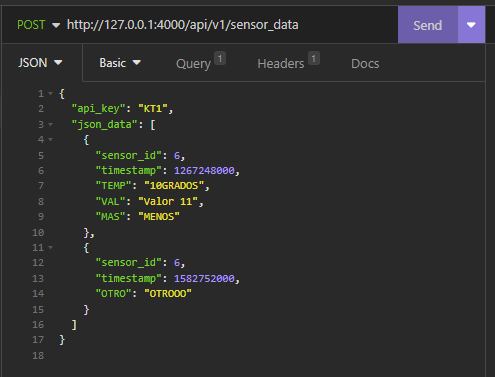 POST http://127.0.0.1:4000/api/v1/sensor_data Send
JSON Basic Query 1 Headers 1 Docs
1 {
2 "api_key": "KT1",
3 "json_data": [
4 {
5 "sensor_id": 6,
6 "timestamp": 1267248000,
7 "TEMP": "10GRADOS",
8 "VAL": "Valor 11",
9 "MAS": "MENOS"
10 },
11 {
12 "sensor_id": 6,
13 "timestamp": 1582752000,
14 "OTRO": "OTROOO"
15 }
16 ]
17 }
18